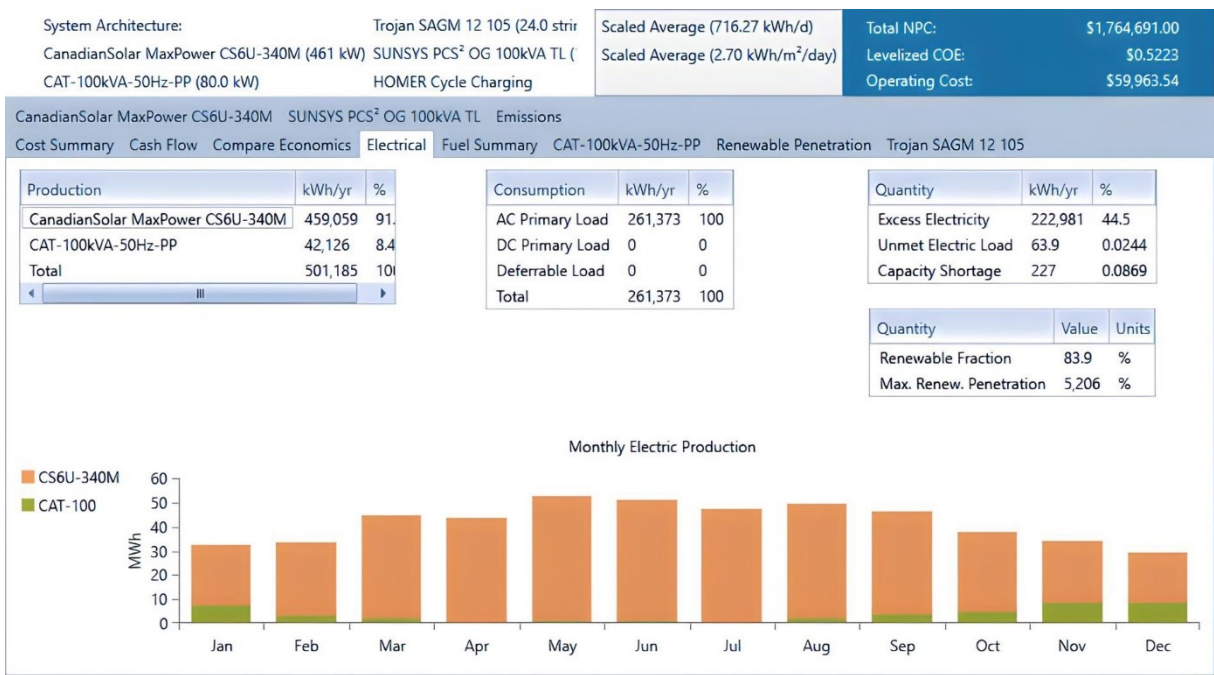 System Architecture: Trojan SAGM 12 105 (24.0 strin Scaled Average (716.27 kWh/d) Total NPC: $1,764,691.00
CanadianSolar MaxPower CS6U-340M (461 kW) SUNSYS PCS² OG 100kVA TL ( Scaled Average (2.70 kWh/m²/day) Levelized COE: $0.5223
CAT-100kVA-50Hz-PP (80.0 kW) HOMER Cycle Charging Operating Cost: $59,963.54
CanadianSolar MaxPower CS6U-340M SUNSYS PCS² OG 100kVA TL Emissions
Cost Summary Cash Flow Compare Economics Electrical Fuel Summary CAT-100kVA-50Hz-PP Renewable Penetration Trojan SAGM 12 105
Production kWh/yr %
CanadianSolar MaxPower CS6U-340M 459,059 91.
CAT-100kVA-50Hz-PP 42,126 8.4
Total 501,185 10
Consumption kWh/yr %
AC Primary Load 261,373 100
DC Primary Load 0 0
Deferrable Load 0 0
Total 261,373 100
Quantity kWh/yr %
Excess Electricity 222,981 44.5
Unmet Electric Load 63.9 0.0244
Capacity Shortage 227 0.0869
Quantity Value Units
Renewable Fraction 83.9 %
Max. Renew. Penetration 5,206 %
Monthly Electric Production
CS6U-340M
CAT-100
MWh
60
50
40
30
20
10
0
Jan Feb Mar Apr May Jun Jul Aug Sep Oct Nov Dec